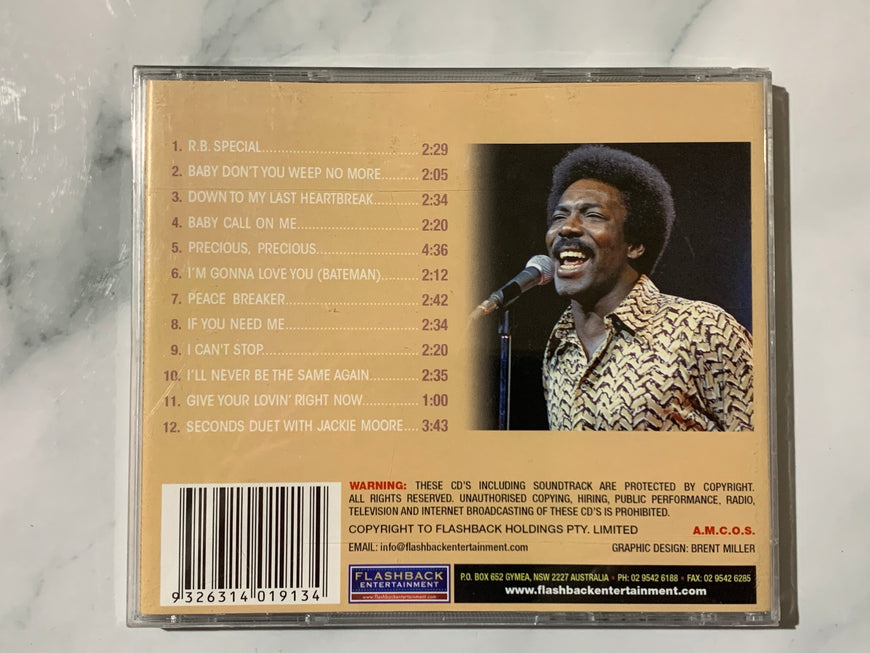 1. R.B. SPECIAL.......................................... 2:29
2. BABY DON'T YOU WEEP NO MORE.......... 2:05
3. DOWN TO MY LAST HEARTBREAK............ 2:34
4. BABY CALL ON ME................................ 2:20
5. PRECIOUS, PRECIOUS........................... 4:36
6. I'M GONNA LOVE YOU (BATEMAN).......... 2:12
7. PEACE BREAKER................................... 2:42
8. IF YOU NEED ME................................... 2:34
9. I CAN'T STOP........................................ 2:20
10. I'LL NEVER BE THE SAME AGAIN............. 2:35
11. GIVE YOUR LOVIN' RIGHT NOW.............. 1:00
12. SECONDS DUET WITH JACKIE MOORE.... 3:43
WARNING: THESE CD'S INCLUDING SOUNDTRACK ARE PROTECTED BY COPYRIGHT.
ALL RIGHTS RESERVED. UNAUTHORISED COPYING, HIRING, PUBLIC PERFORMANCE, RADIO,
TELEVISION AND INTERNET BROADCASTING OF THESE CD'S IS PROHIBITED.
COPYRIGHT TO FLASHBACK HOLDINGS PTY. LIMITED A.M.C.O.S.
EMAIL: info@flashbackentertainment.com GRAPHIC DESIGN: BRENT MILLER
9 326314 019134
FLASHBACK
ENTERTAINMENT
www.flashbackentertainment.com
P.O. BOX 652 GYMEA, NSW 2227 AUSTRALIA • PH: 02 9542 6188 • FAX: 02 9542 6285
www.flashbackentertainment.com